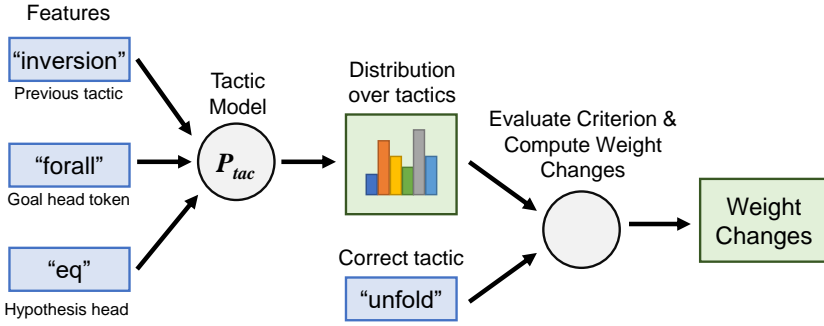 Features
“inversion”
Previous tactic
“forall”
Goal head token
“eq”
Hypothesis head
Tactic
Model
P_tac
Distribution
over tactics
Correct tactic
“unfold”
Evaluate Criterion &
Compute Weight
Changes
Weight
Changes